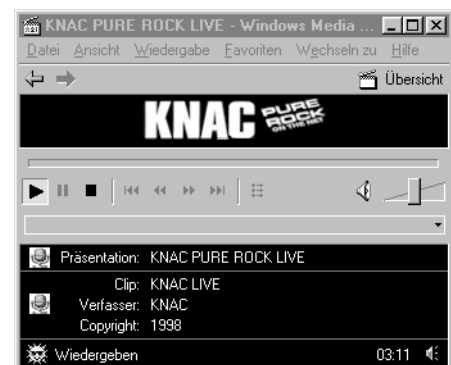 KNAC PURE ROCK LIVE - Windows Media ...
Datei Ansicht Wiedergabe Favoriten Wechseln zu Hilfe
Übersicht
KNAC PURE ROCK ON THE NET
Präsentation: KNAC PURE ROCK LIVE
Clip: KNAC LIVE
Verfasser: KNAC
Copyright: 1998
Wiedergeben 03:11